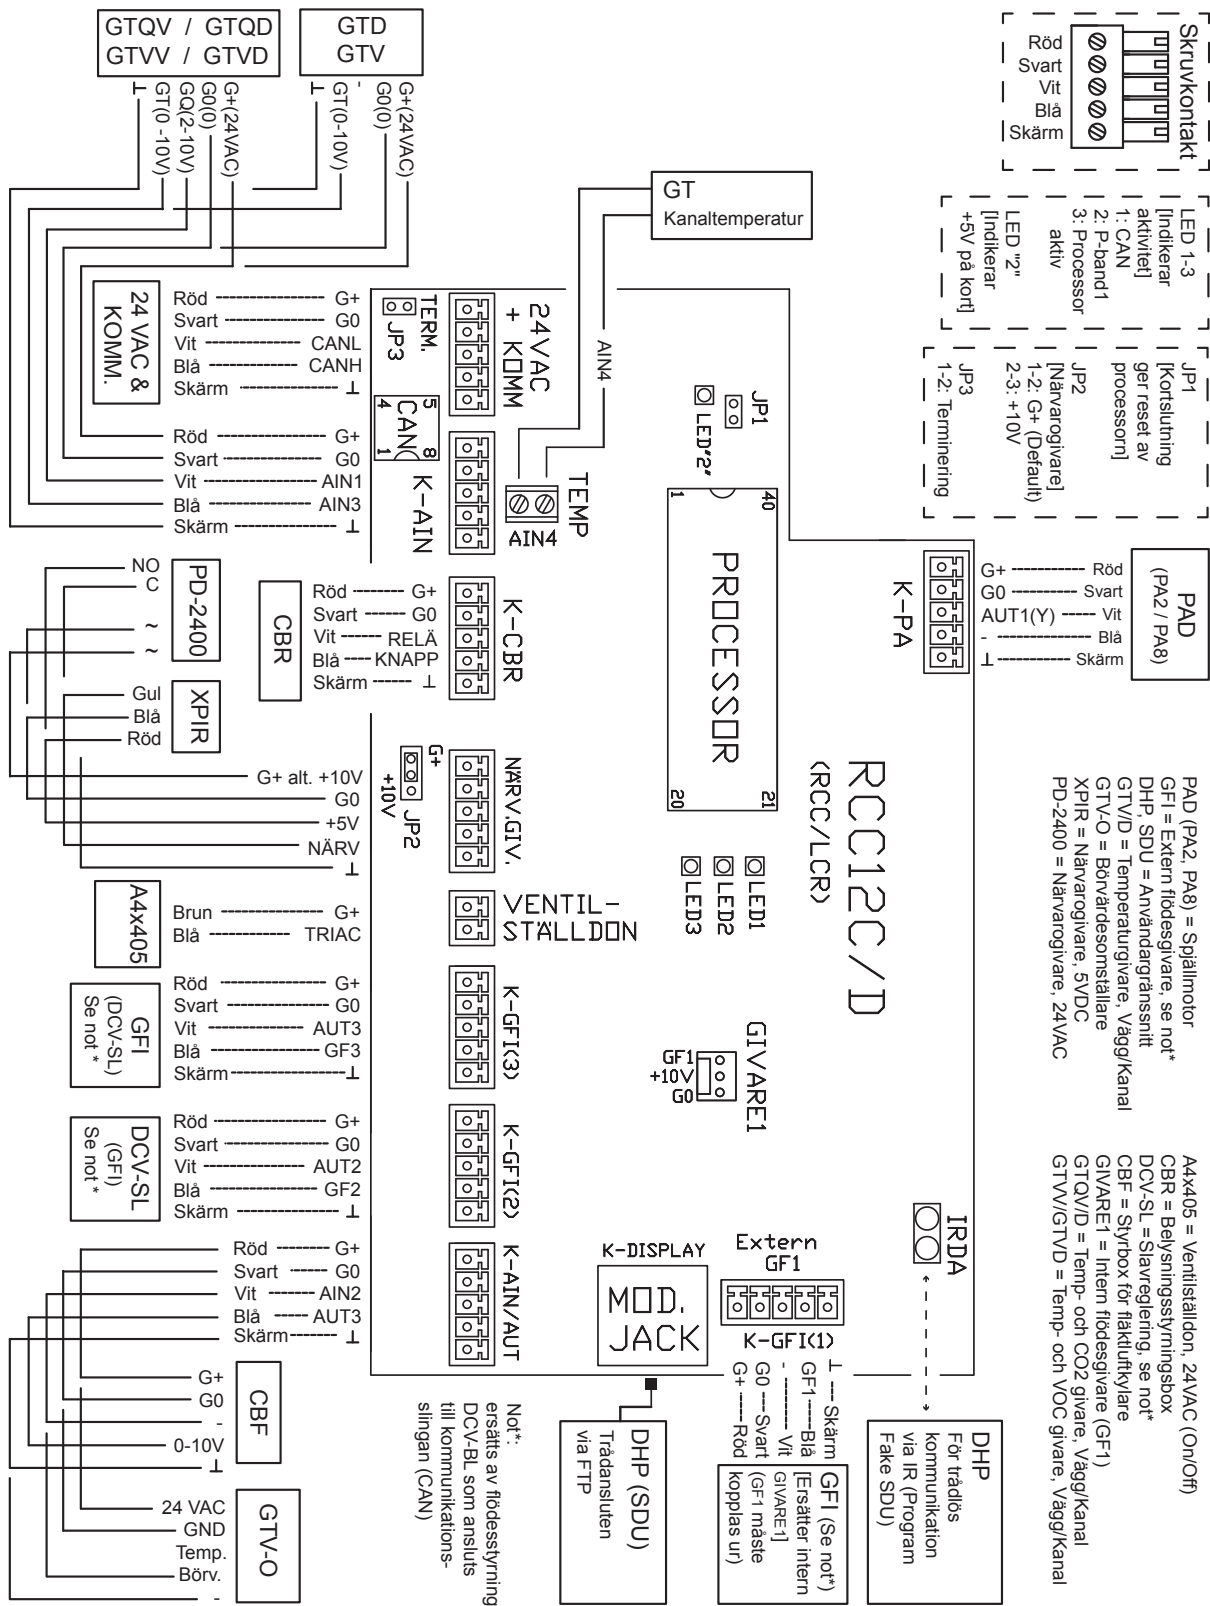 GTQV / GTQD
GTVV / GTVD
⊥
GT(0 -10V)
GQ(2-10V)
G0(0)
G+(24VAC)
GTD
GTV
⊥
GT(0-10V)
-
G0(0)
G+(24VAC)
GT
Kanaltemperatur
AIN4
Skruvkontakt
Röd
Svart
Vit
Blå
Skärm
LED 1-3
[Indikerar
aktivitet]
1: CAN
2: P-band1
3: Processor
aktiv
LED "2"
[Indikerar
+5V på kort]
JP1
[Kortslutning
ger reset av
processorn]
JP2
[Närvarogivare]
1-2: G+ (Default)
2-3: +10V
JP3
1-2: Terminering
24 VAC &
KOMM.
Röd G+
Svart G0
Vit CANL
Blå CANH
Skärm ⊥
Röd G+
Svart G0
Vit AIN1
Blå AIN3
Skärm ⊥
24VAC
+ KOMM
TERM.
JP3
CAN
5
4
8
1
K-AIN
TEMP
AIN4
JP1
LED"2"
PROCESSOR
1
40
20
21
K-PA
G+ Röd
G0 Svart
AUT1(Y) Vit
- Blå
⊥ Skärm
PAD
(PA2 / PA8)
PD-2400
NO
C
~
~
CBR
Röd G+
Svart G0
Vit RELÄ
Blå KNAPP
Skärm ⊥
K-CBR
XPIR
Gul
Blå
Röd
G+ alt. +10V
G0
+5V
NÄRV
⊥
G+
JP2
+10V
NÄRV.GIV.
RCC12C/D
(RCC/LCR)
LED1
LED2
LED3
A4x405
Brun G+
Blå TRIAC
VENTIL-
STÄLLDON
GFI
(DCV-SL)
Se not *
Röd G+
Svart G0
Vit AUT3
Blå GF3
Skärm ⊥
K-GFI(3)
GIVARE1
GF1
+10V
G0
DCV-SL
(GFI)
Se not *
Röd G+
Svart G0
Vit AUT2
Blå GF2
Skärm ⊥
K-GFI(2)
Röd G+
Svart G0
Vit AIN2
Blå AUT3
Skärm ⊥
K-AIN/AUT
CBF
G+
G0
-
0-10V
⊥
GTV-O
24 VAC
GND
Temp.
Börv.
-
K-DISPLAY
MOD.
JACK
Extern
GF1
K-GFI(1)
IRDA
⊥ Skärm
GF1 Blå
- Vit
G0 Svart
G+ Röd
PAD (PA2, PA8) = Spjällmotor
GFI = Extern flödesgivare, se not*
DHP, SDU = Användargränssnitt
GTV/D = Temperaturgivare, Vägg/Kanal
GTV-O = Börvärdesomställare
XPIR = Närvarogivare, 5VDC
PD-2400 = Närvarogivare, 24VAC
A4x405 = Ventilställdon, 24VAC (On/Off)
CBR = Belysningsstyrningsbox
DCV-SL =Slavreglering, se not*
CBF = Styrbox för fläktluftkylare
GIVARE1 = Intern flödesgivare (GF1)
GTQV/D = Temp- och CO2 givare, Vägg/Kanal
GTVV/GTVD = Temp- och VOC givare, Vägg/Kanal
Not*:
ersätts av flödesstyrning
DCV-BL som ansluts
till kommunikations-
slingan (CAN)
DHP (SDU)
Trådansluten
via FTP
GFI (Se not*)
[Ersätter intern
GIVARE1]
(GF1 måste
kopplas ur)
DHP
För trådlös
kommunikation
via IR (Program
Fake SDU)